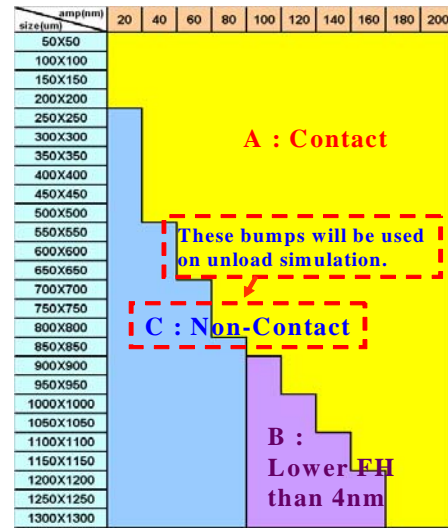 amp(nm)
size(um)
20 40 60 80 100 120 140 160 180 200
50X50
100X100
150X150
200X200
250X250
300X300
350X350
400X400
450X450
500X500
550X550
600X600
650X650
700X700
750X750
800X800
850X850
900X900
950X950
1000X1000
1050X1050
1100X1100
1150X1150
1200X1200
1250X1250
1300X1300
A : Contact
These bumps will be used
on unload simulation.
C : Non-Contact
B :
Lower FH
than 4nm